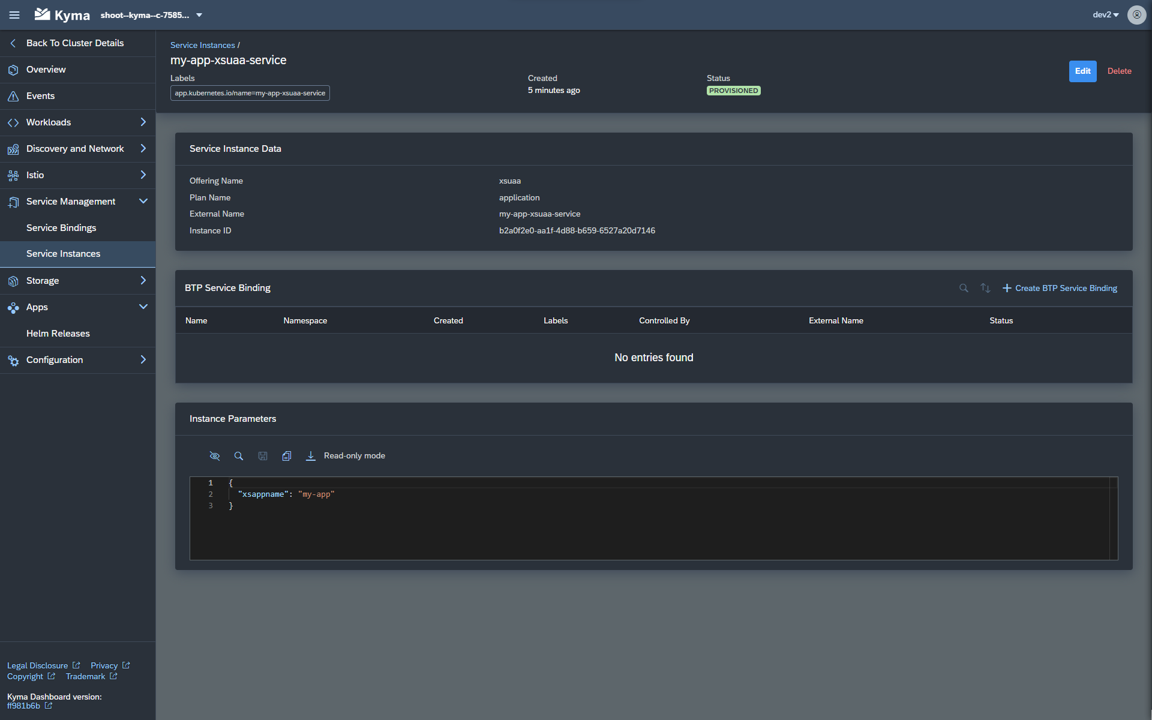 Kyma shoot--kyma--c-7585... dev2
Back To Cluster Details
Overview
Events
Workloads
Discovery and Network
Istio
Service Management
Service Bindings
Service Instances
Storage
Apps
Helm Releases
Configuration
Legal Disclosure Privacy
Copyright Trademark
Kyma Dashboard version:
ff981b6b
Service Instances /
my-app-xsuaa-service
Edit Delete
Labels Created Status
app.kubernetes.io/name=my-app-xsuaa-service 5 minutes ago PROVISIONED
Service Instance Data
Offering Name xsuaa
Plan Name application
External Name my-app-xsuaa-service
Instance ID b2a0f2e0-aa1f-4d88-b659-6527a20d7146
BTP Service Binding + Create BTP Service Binding
Name Namespace Created Labels Controlled By External Name Status
No entries found
Instance Parameters
Read-only mode
1 {
2 "xsappname": "my-app"
3 }